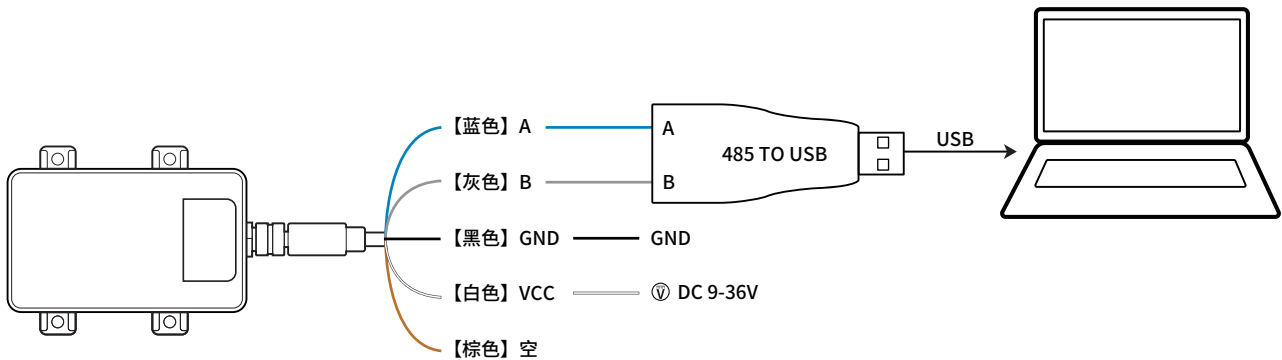 【蓝色】A
A
485 TO USB
USB
【灰色】B
B
【黑色】GND
GND
【白色】VCC
V DC 9-36V
【棕色】空